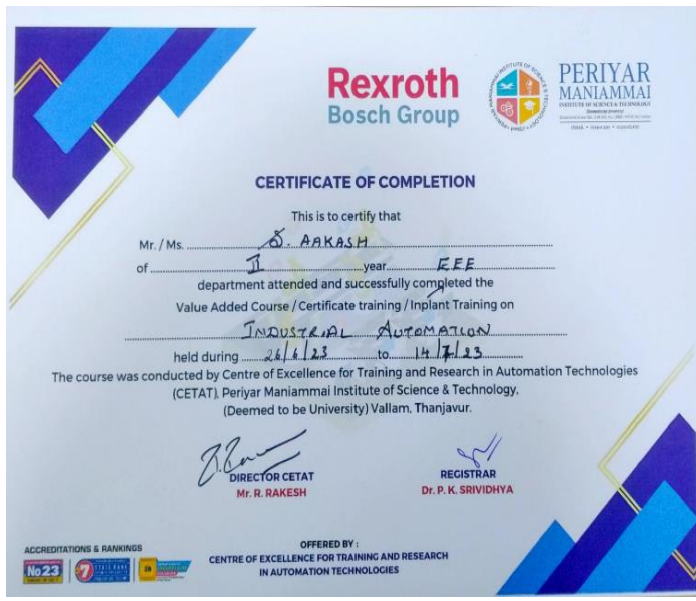 Rexroth
Bosch Group
PERIYAR
MANIAMMAI
INSTITUTE OF SCIENCE & TECHNOLOGY
CERTIFICATE OF COMPLETION
This is to certify that
Mr. / Ms. S. AAKASH
of II year EEE
department attended and successfully completed the
Value Added Course / Certificate training / Inplant Training on
INDUSTRIAL AUTOMATION
held during 26/6/23 to 14/7/23
The course was conducted by Centre of Excellence for Training and Research in Automation Technologies
(CETAT), Periyar Maniammai Institute of Science & Technology,
(Deemed to be University) Vallam, Thanjavur.
DIRECTOR CETAT
Mr. R. RAKESH
REGISTRAR
Dr. P. K. SRIVIDHYA
ACCREDITATIONS & RANKINGS
No 23
7
OFFERED BY :
CENTRE OF EXCELLENCE FOR TRAINING AND RESEARCH
IN AUTOMATION TECHNOLOGIES